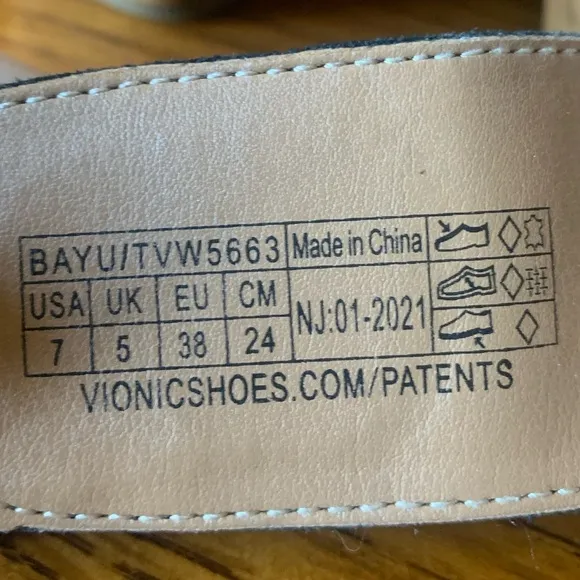 BAYU/TVW5663 Made in China
USA UK EU CM
NJ:01-2021
7 5 38 24
VIONICSHOES.COM/PATENTS